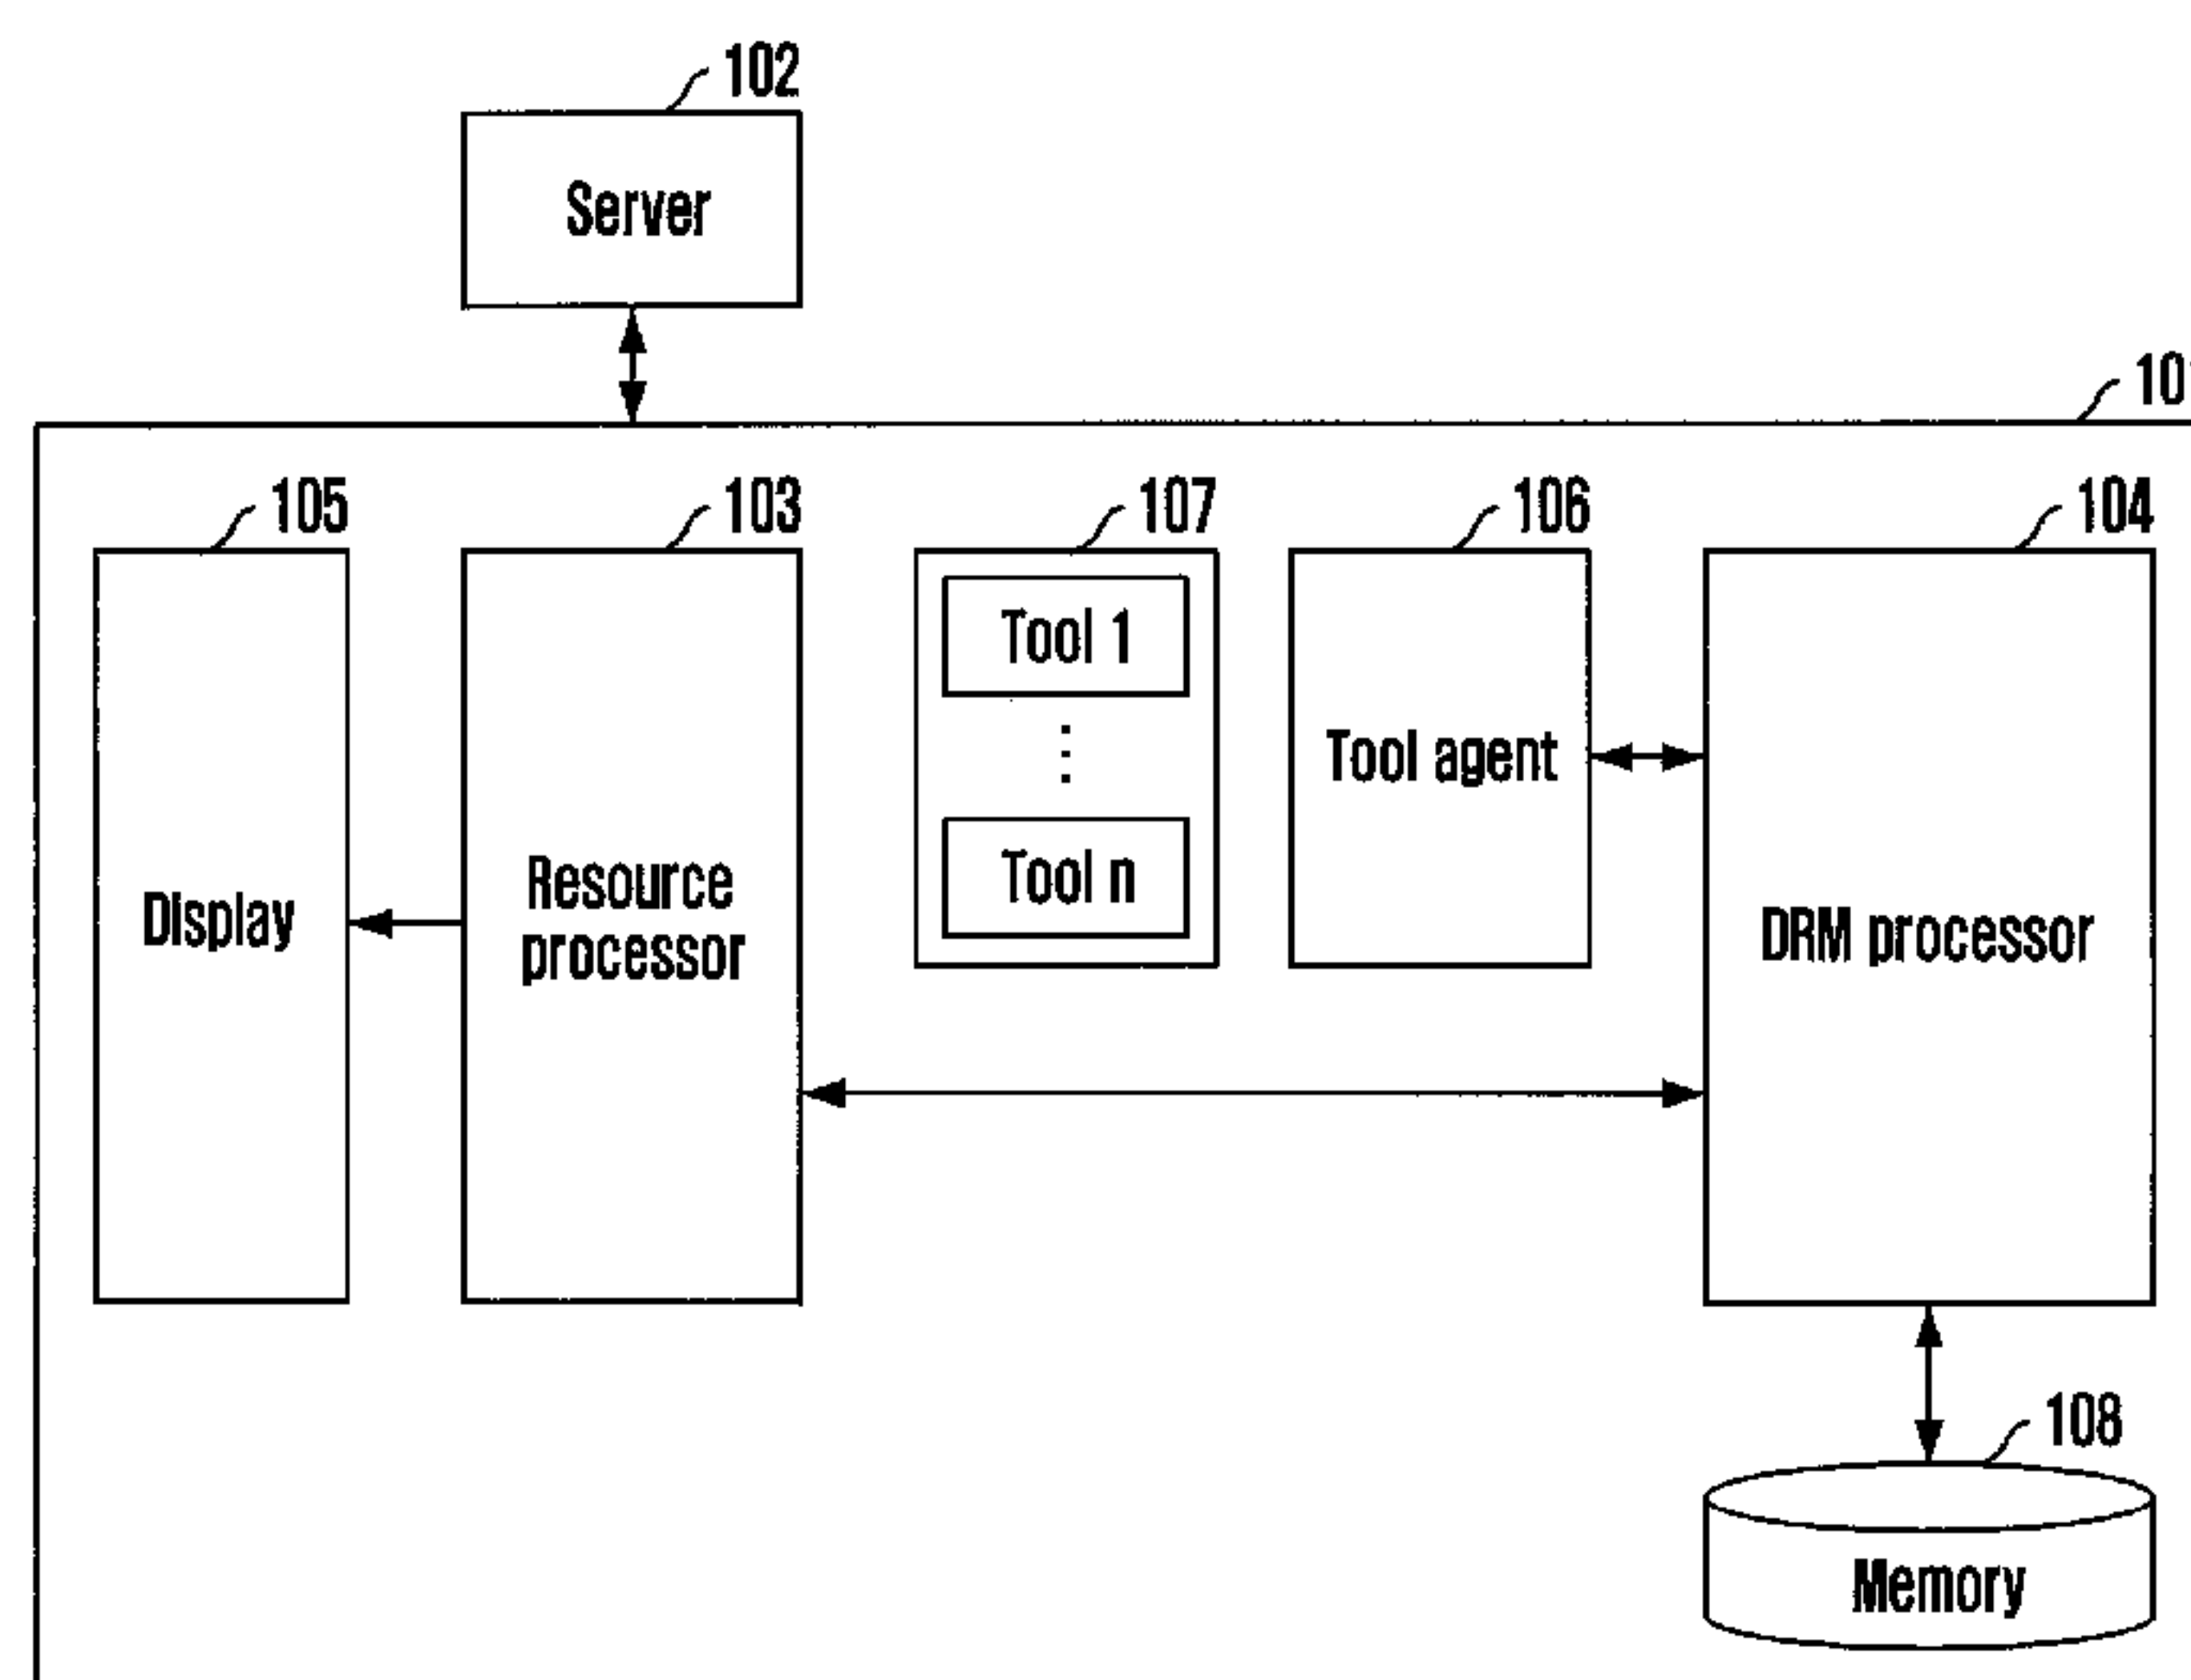 102
Server
101
105
103
107
106
104
Tool 1
Tool agent
Tool n
Display
Resource
processor
DRM processor
108
Memory